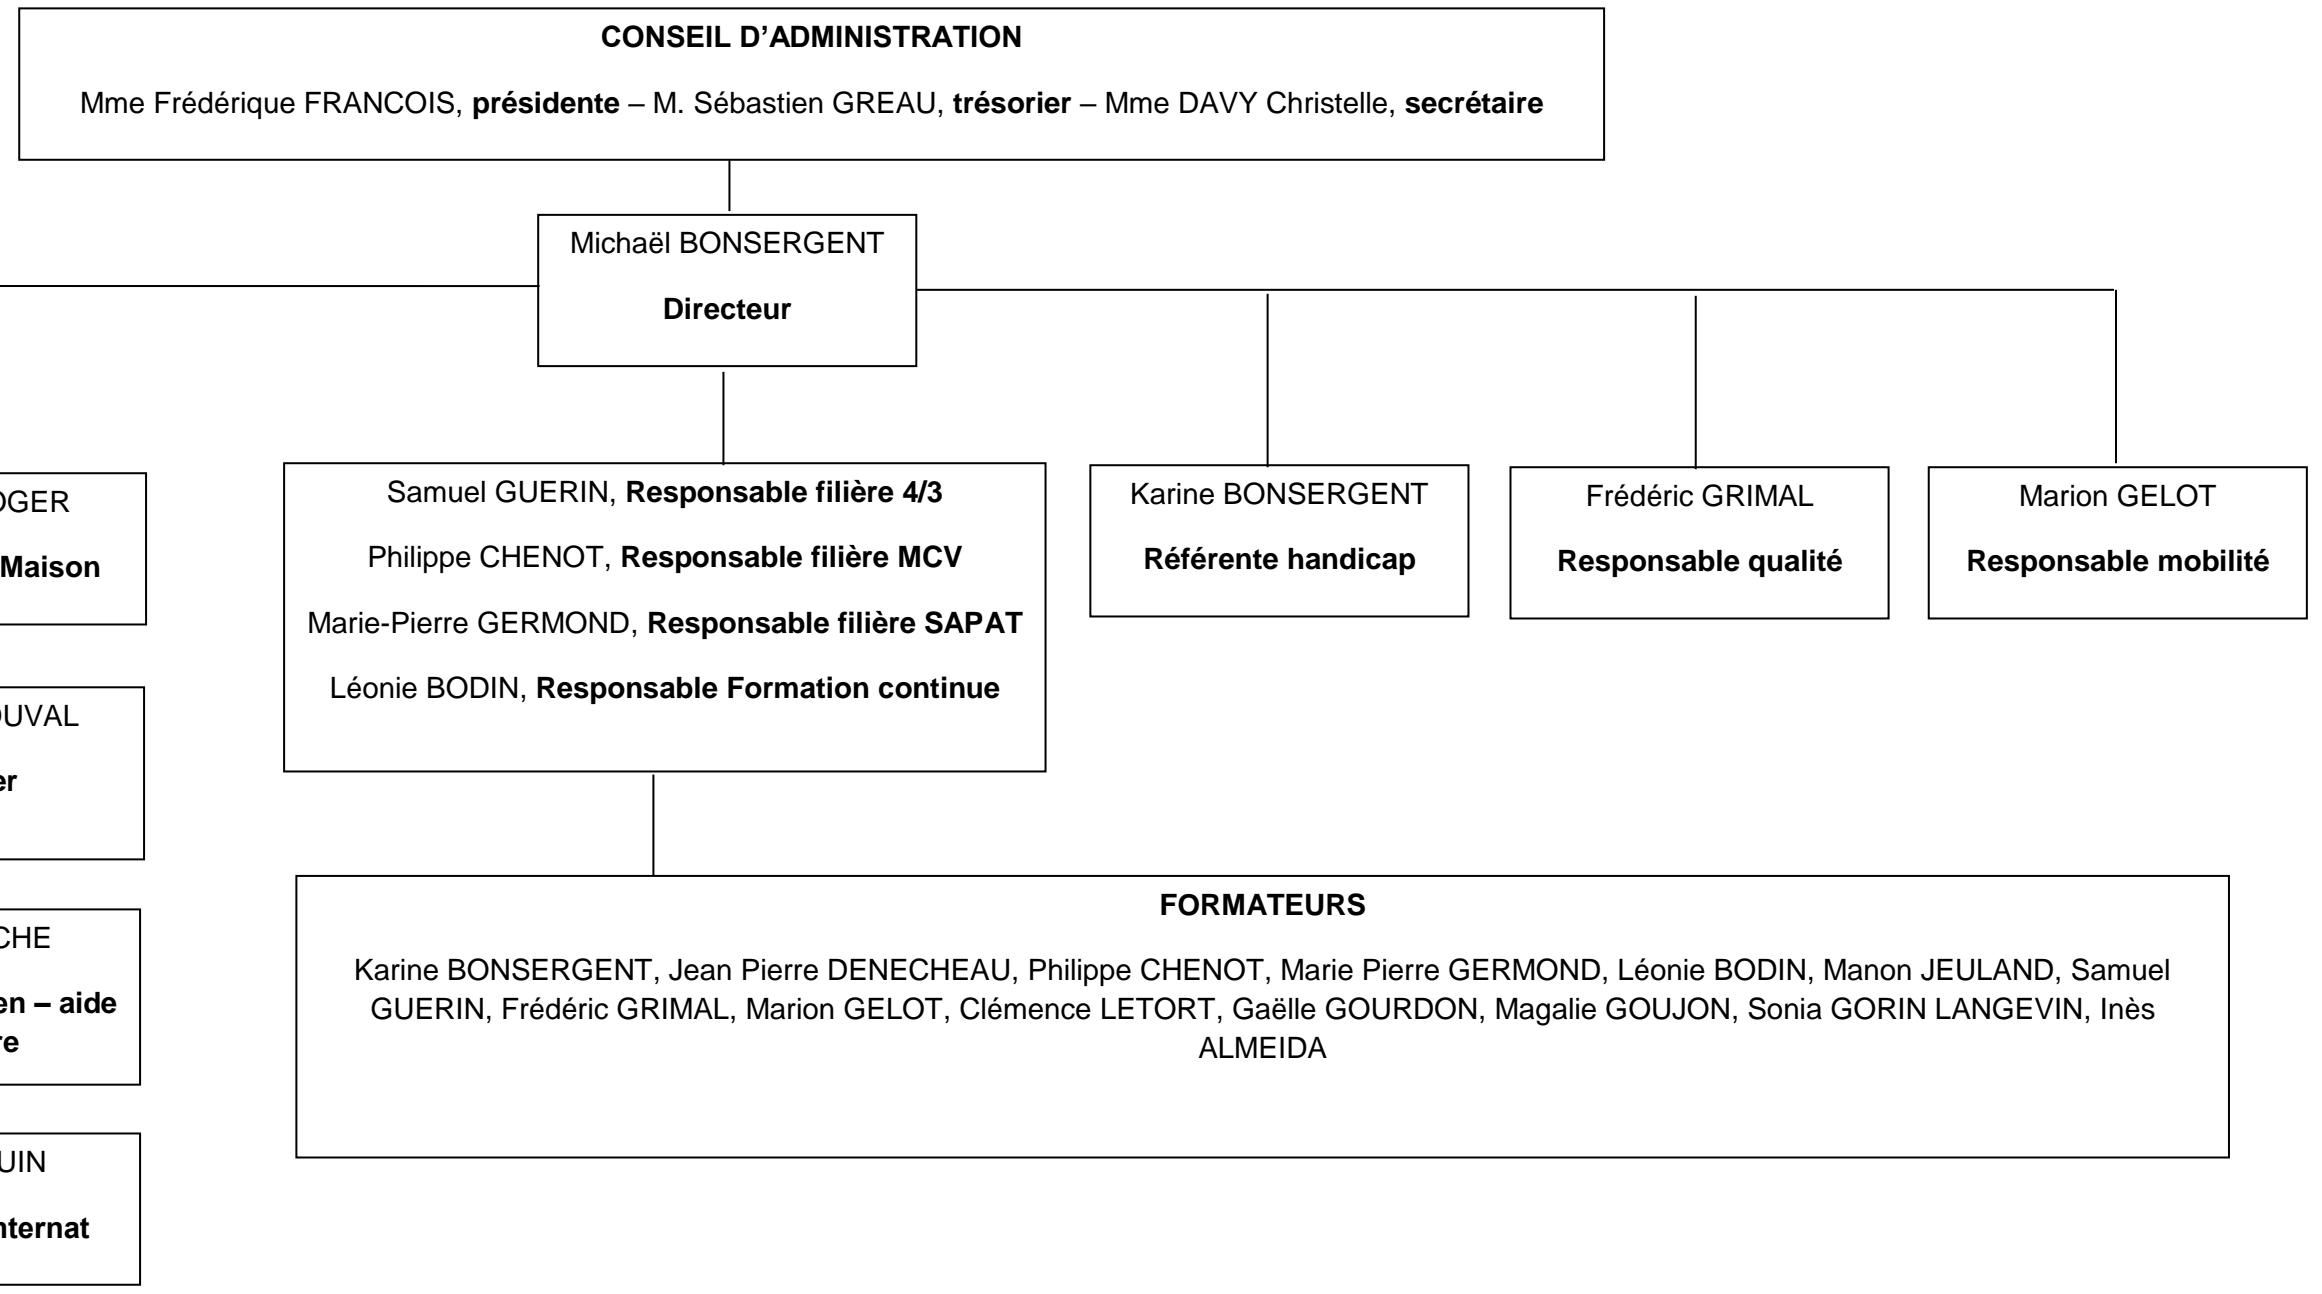 CONSEIL D’ADMINISTRATION
Mme Frédérique FRANCOIS, présidente – M. Sébastien GREAU, trésorier – Mme DAVY Christelle, secrétaire
Michaël BONSERGENT
Directeur
OGER
Maison
DUVAL
er
CHE
en – aide
re
UIN
nternat
Samuel GUERIN, Responsable filière 4/3
Philippe CHENOT, Responsable filière MCV
Marie-Pierre GERMOND, Responsable filière SAPAT
Léonie BODIN, Responsable Formation continue
Karine BONSERGENT
Référente handicap
Frédéric GRIMAL
Responsable qualité
Marion GELOT
Responsable mobilité
FORMATEURS
Karine BONSERGENT, Jean Pierre DENECHEAU, Philippe CHENOT, Marie Pierre GERMOND, Léonie BODIN, Manon JEULAND, Samuel
GUERIN, Frédéric GRIMAL, Marion GELOT, Clémence LETORT, Gaëlle GOURDON, Magalie GOUJON, Sonia GORIN LANGEVIN, Inès
ALMEIDA